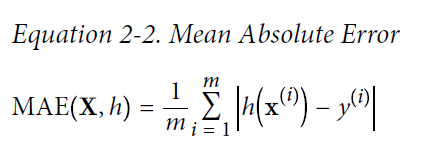 Equation 2-2. Mean Absolute Error
MAE(X, h) = 1/m ∑_{i = 1}^{m} |h(x^{(i)}) − y^{(i)}|